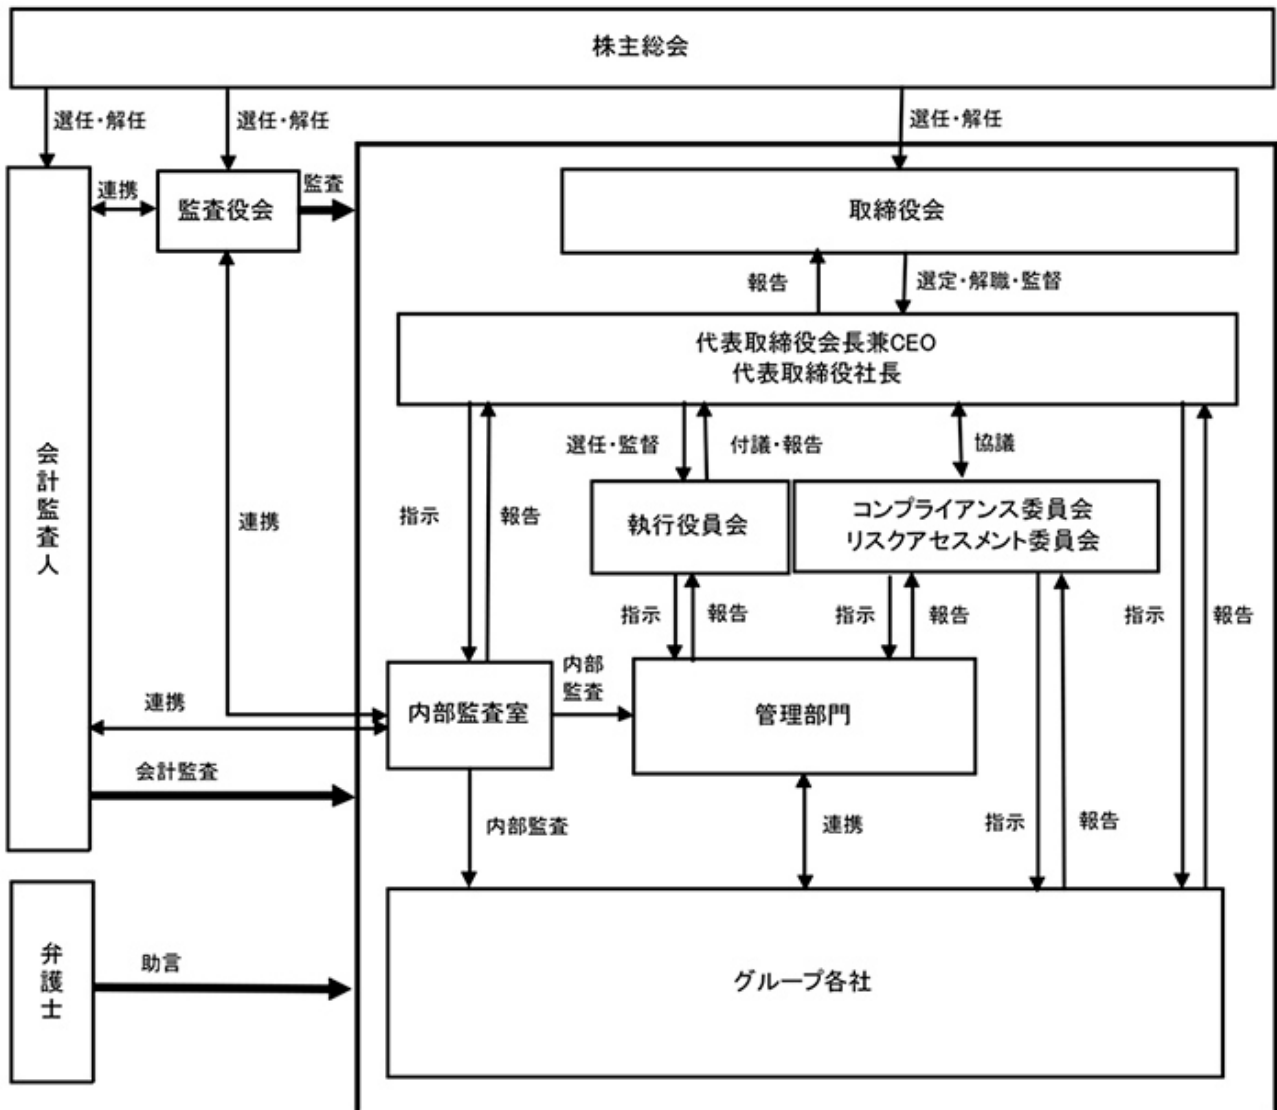 株主総会
選任・解任
選任・解任
選任・解任
連携
監査役会
監査
取締役会
報告
選定・解職・監督
代表取締役会長兼CEO
代表取締役社長
選任・監督
付議・報告
協議
会計監査人
連携
指示
報告
執行役員会
コンプライアンス委員会
リスクアセスメント委員会
指示
報告
指示
報告
指示
報告
連携
内部監査室
内部
監査
管理部門
会計監査
内部監査
連携
指示
報告
弁護士
助言
グループ各社